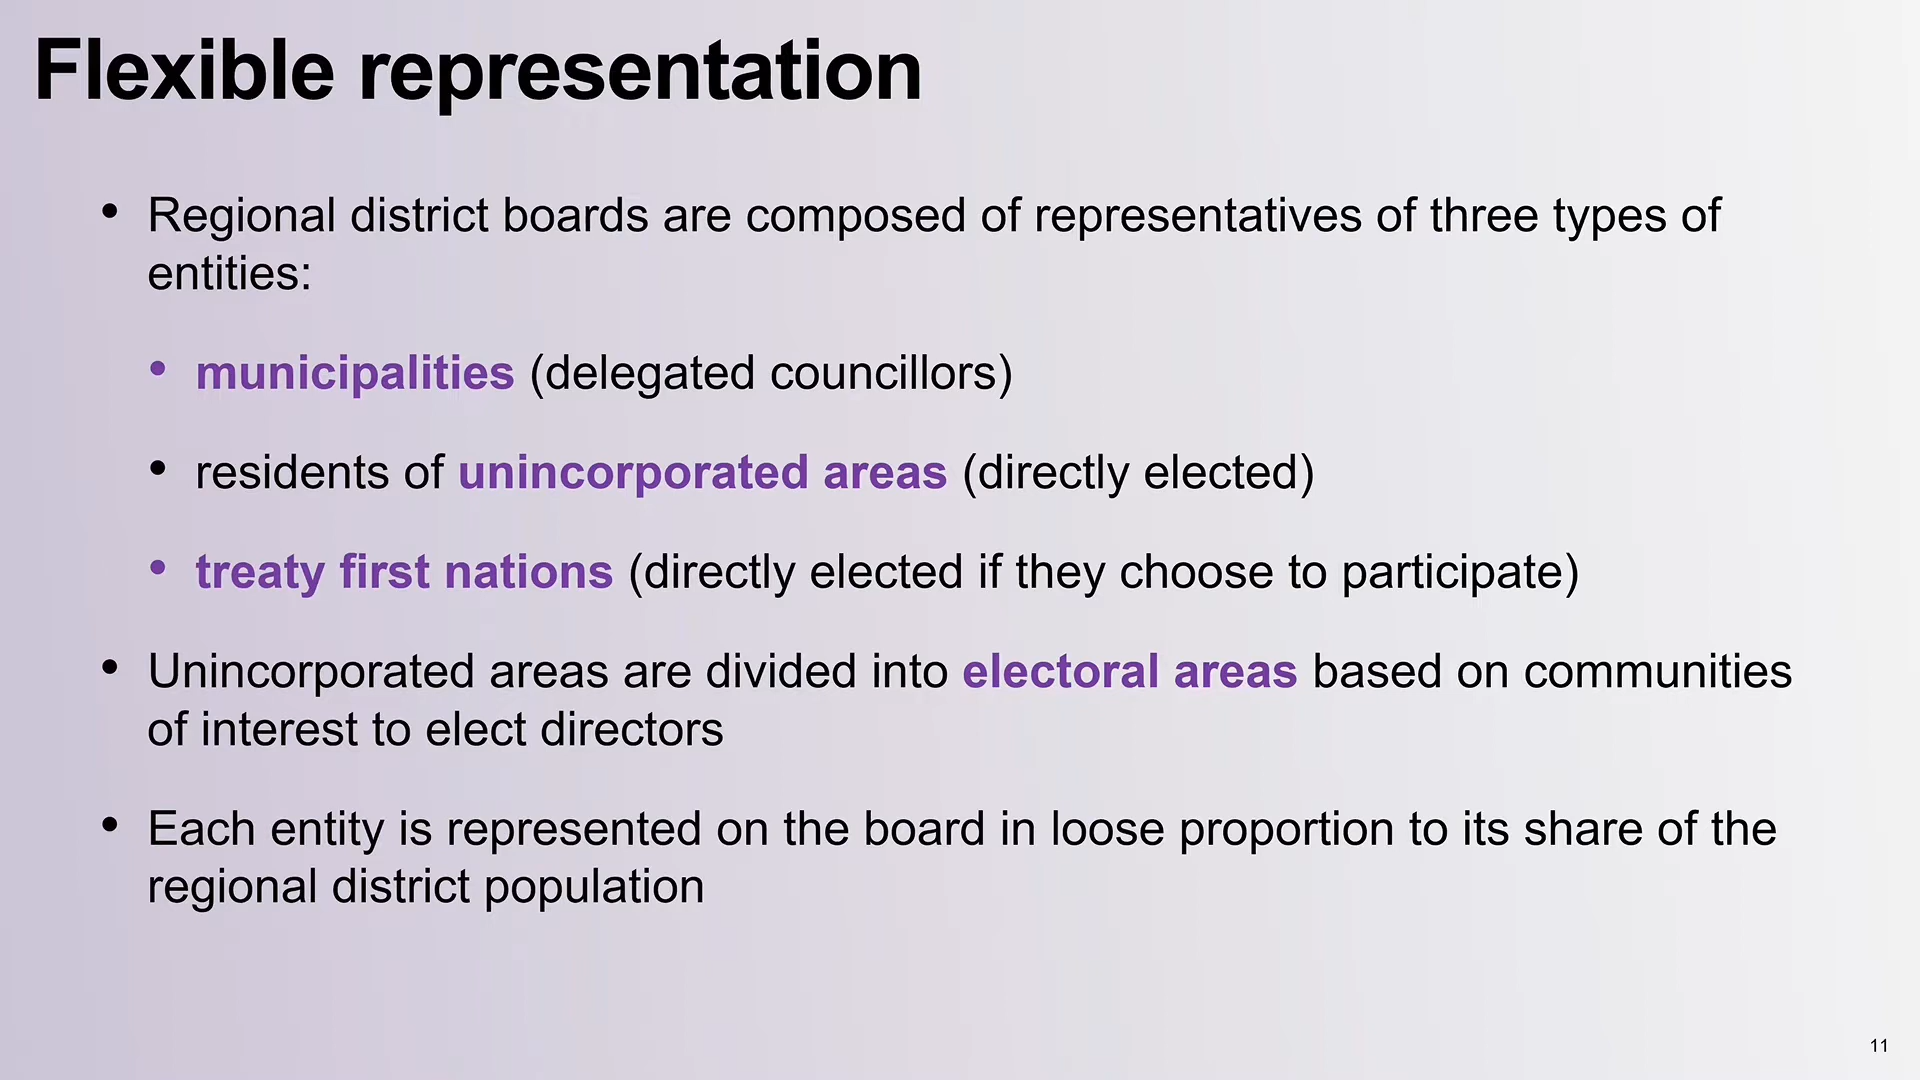 Flexible representation
• Regional district boards are composed of representatives of three types of
entities:
• municipalities (delegated councillors)
• residents of unincorporated areas (directly elected)
• treaty first nations (directly elected if they choose to participate)
• Unincorporated areas are divided into electoral areas based on communities
of interest to elect directors
• Each entity is represented on the board in loose proportion to its share of the
regional district population
11